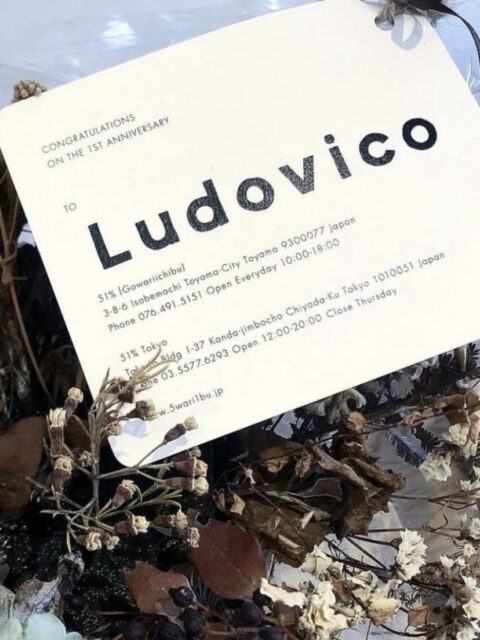 CONGRATULATIONS
ON THE 1ST ANNIVERSARY
TO
Ludovico
51% (Gowariichibu)
3-8-6 Isobemachi Toyama-City Toyama 9300077 Japan
Phone 076.491.5151 Open Everyday 10:00-18:00
51% Tokyo
Bldg 1-37 Kanda-jimbocho Chiyoda-Ku Tokyo 1010051 Japan
03.5577.6293 Open 12:00-20:00 Close Thursday
www.5wari1bu.jp